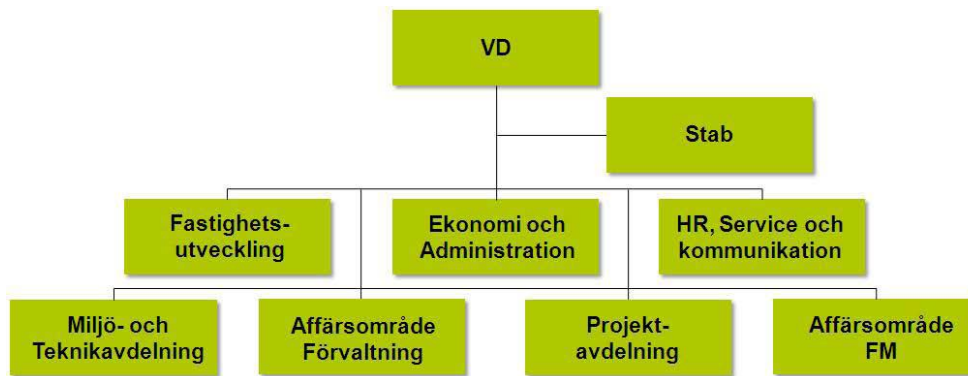 VD
Stab
Fastighets-
utveckling
Ekonomi och
Administration
HR, Service och
kommunikation
Miljö- och
Teknikavdelning
Affärsområde
Förvaltning
Projekt-
avdelning
Affärsområde
FM